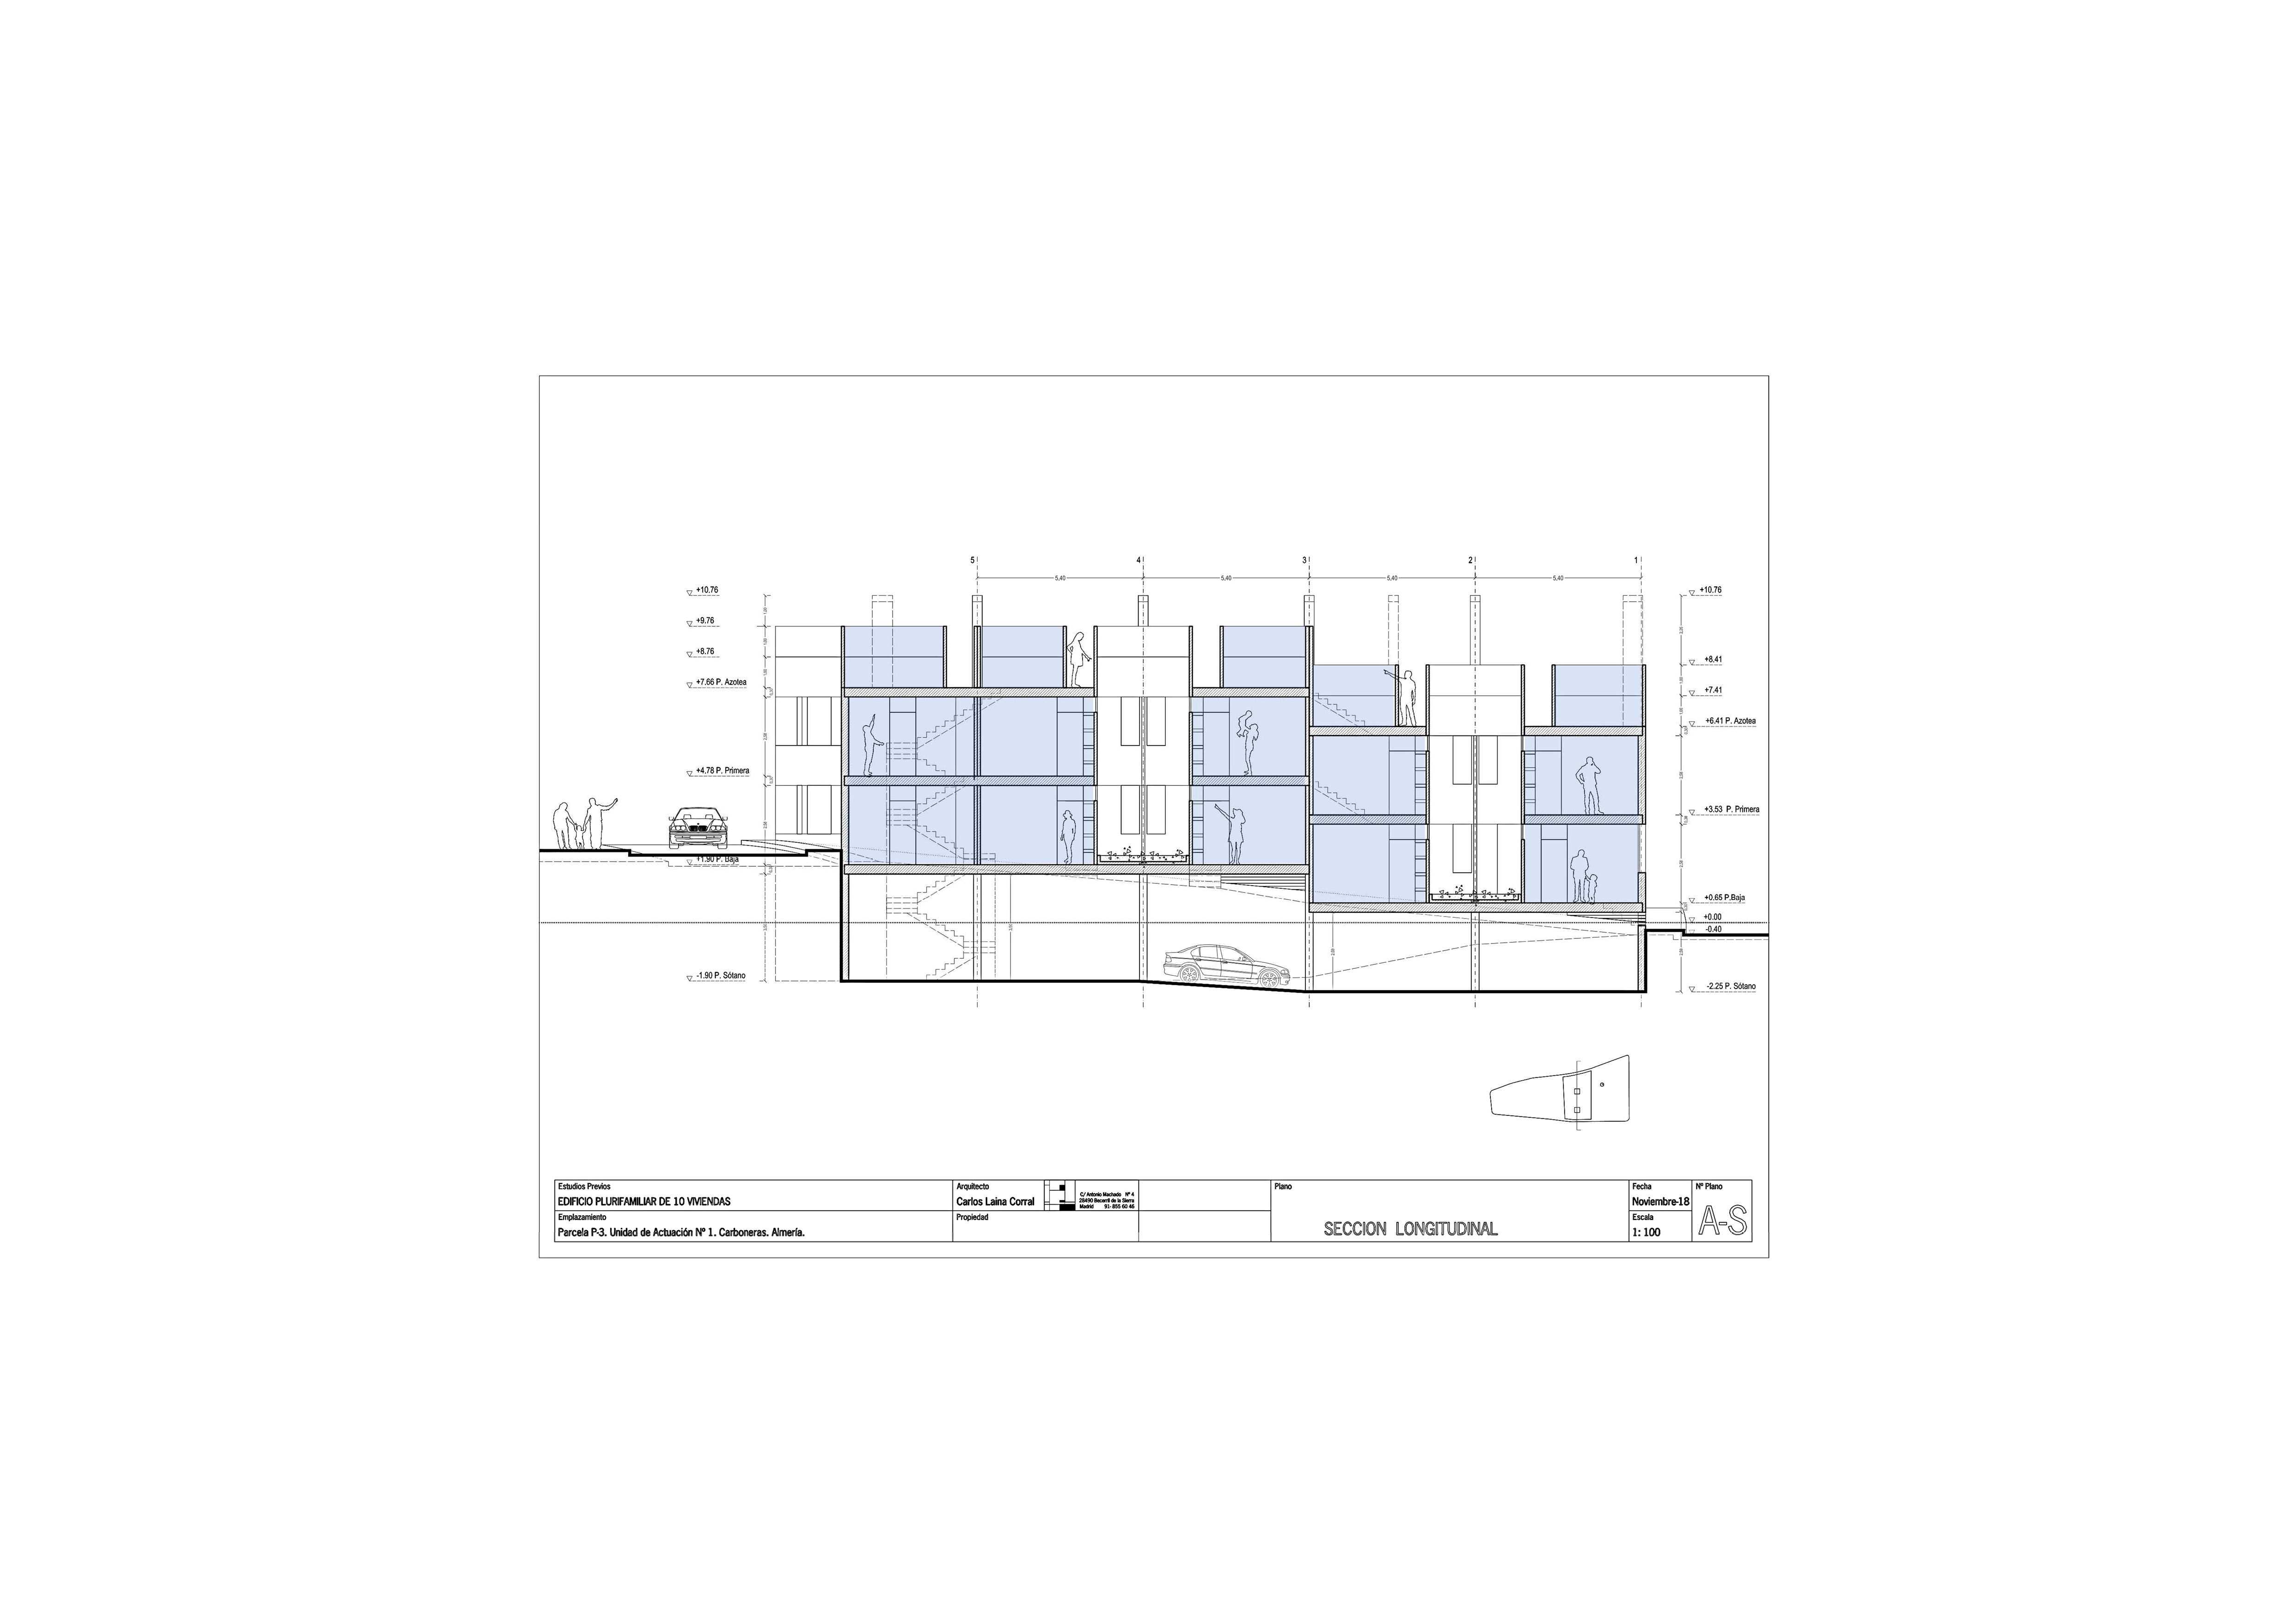 5 4 3 2 1
5,40 5,40 5,40 5,40
+10.76
+9.76
+8.76
+7.66 P. Azotea
+4.78 P. Primera
+1.90 P. Baja
-1.90 P. Sótano
+10.76
+8.41
+7.41
+6.41 P. Azotea
+3.53 P. Primera
+0.65 P.Baja
+0.00
-0.40
-2.25 P. Sótano
Estudios Previos
EDIFICIO PLURIFAMILIAR DE 10 VIVIENDAS
Emplazamiento
Parcela P-3. Unidad de Actuación Nº 1. Carboneras. Almería.
Arquitecto
Carlos Laina Corral
C/ Antonio Machado Nº 4
28490 Becerril de la Sierra
Madrid 91- 855 60 46
Propiedad
Plano
SECCION LONGITUDINAL
Fecha
Noviembre-18
Escala
1: 100
Nº Plano
A-S